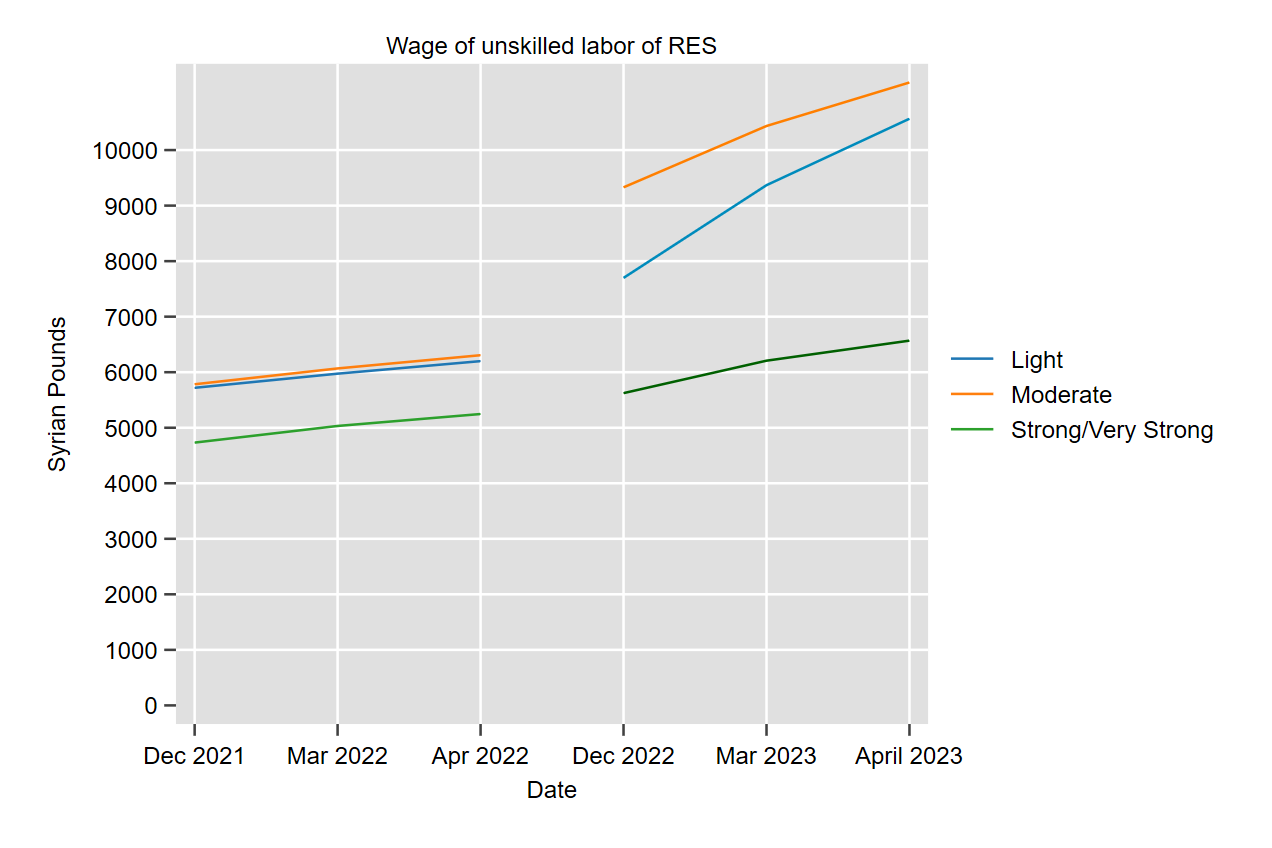 Wage of unskilled labor of RES
Syrian Pounds
10000
9000
8000
7000
6000
5000
4000
3000
2000
1000
0
Dec 2021 Mar 2022 Apr 2022 Dec 2022 Mar 2023 April 2023
Date
Light
Moderate
Strong/Very Strong